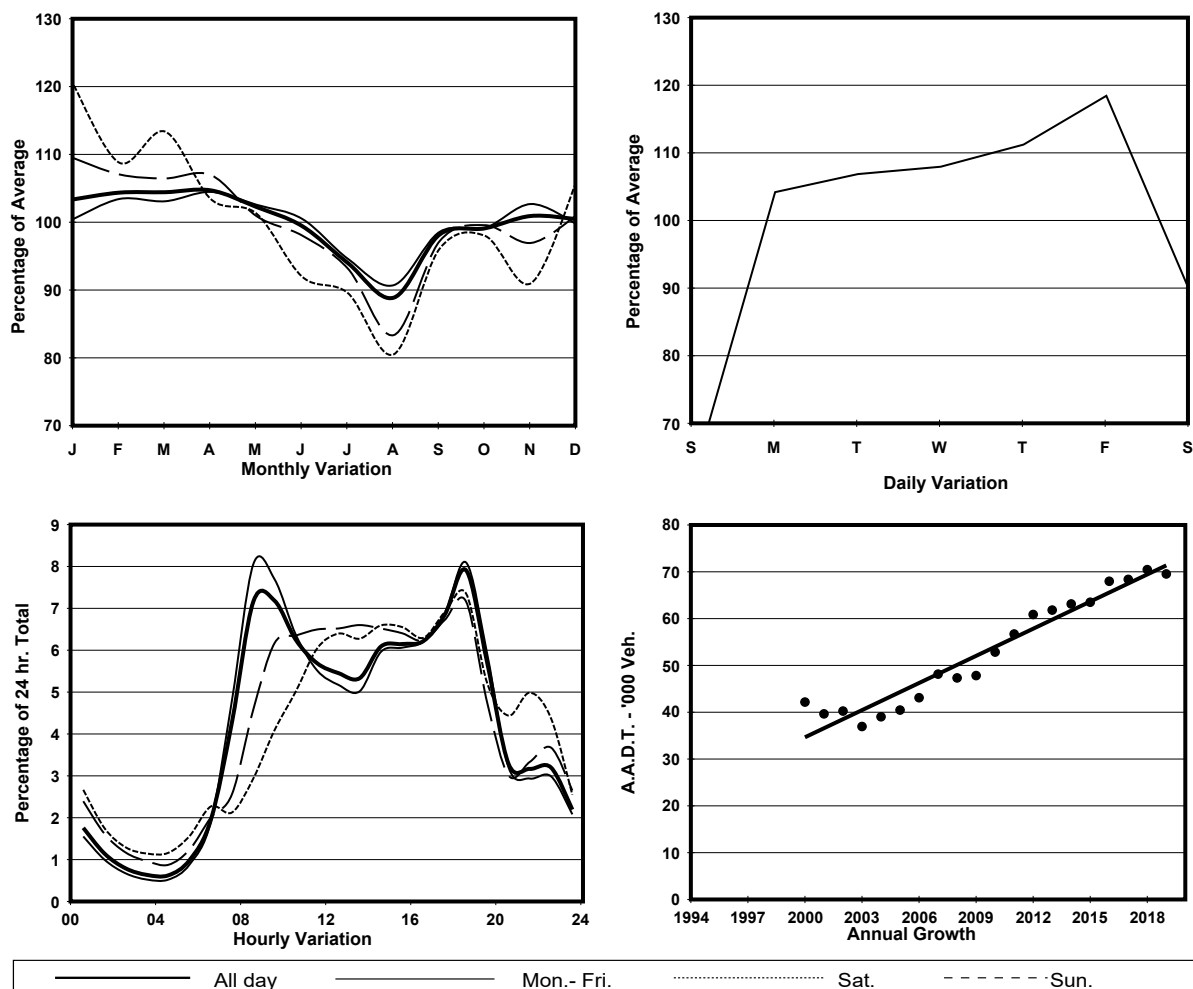 130
120
110
100
90
80
70
Percentage of Average
J F M A M J J A S O N D
Monthly Variation
130
120
110
100
90
80
70
Percentage of Average
S M T W T F S
Daily Variation
9
8
7
6
5
4
3
2
1
0
Percentage of 24 hr. Total
00 04 08 12 16 20 24
Hourly Variation
80
70
60
50
40
30
20
10
0
A.A.D.T. - '000 Veh.
1994 1997 2000 2003 2006 2009 2012 2015 2018
Annual Growth
All day Mon.- Fri. Sat. Sun.